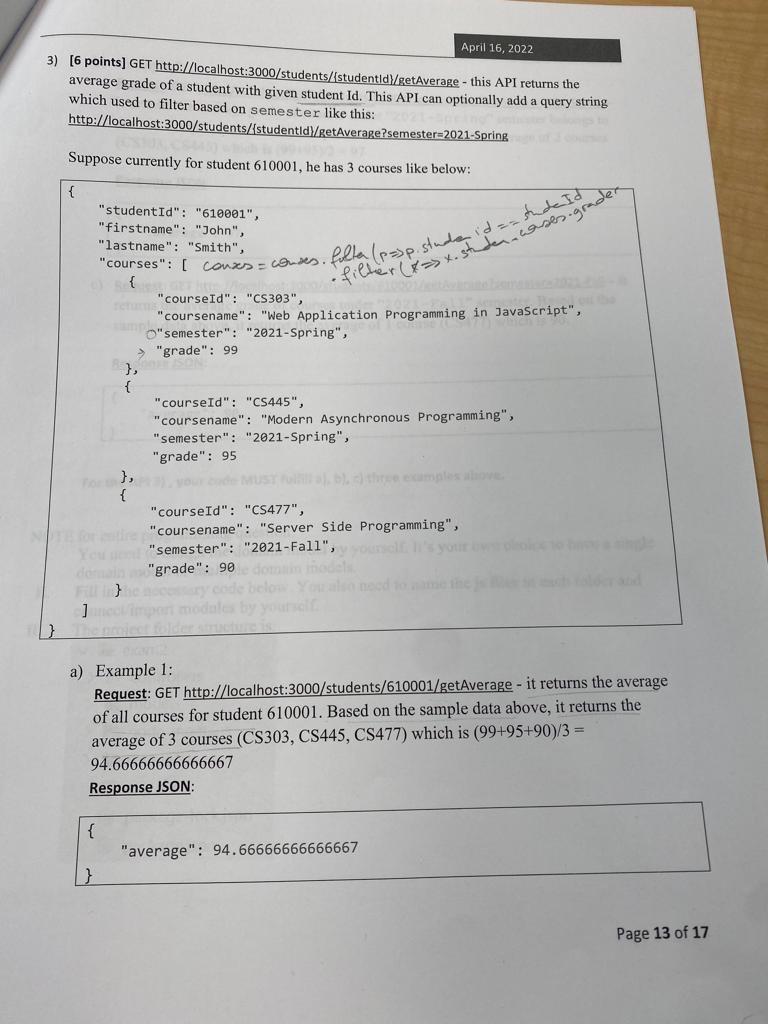 April 16, 2022
3) [6 points] GET http://localhost:3000/students/{studentId}/getAverage - this API returns the
average grade of a student with given student Id. This API can optionally add a query string
which used to filter based on semester like this:
http://localhost:3000/students/{studentId}/getAverage?semester=2021-Spring
Suppose currently for student 610001, he has 3 courses like below:
{
"studentId": "610001",
"firstname": "John",
"lastname": "Smith",
"courses": [
courses = courses.filter(p=>p.studen id == studeId
.filter(x=>x.studen.courses.grader
{
"courseId": "CS303",
"coursename": "Web Application Programming in JavaScript",
"semester": "2021-Spring",
"grade": 99
},
{
"courseId": "CS445",
"coursename": "Modern Asynchronous Programming",
"semester": "2021-Spring",
"grade": 95
},
{
"courseId": "CS477",
"coursename": "Server Side Programming",
"semester": "2021-Fall",
"grade": 90
}
]
}
a) Example 1:
Request: GET http://localhost:3000/students/610001/getAverage - it returns the average
of all courses for student 610001. Based on the sample data above, it returns the
average of 3 courses (CS303, CS445, CS477) which is (99+95+90)/3 =
94.66666666666667
Response JSON:
{
"average": 94.66666666666667
}
Page 13 of 17